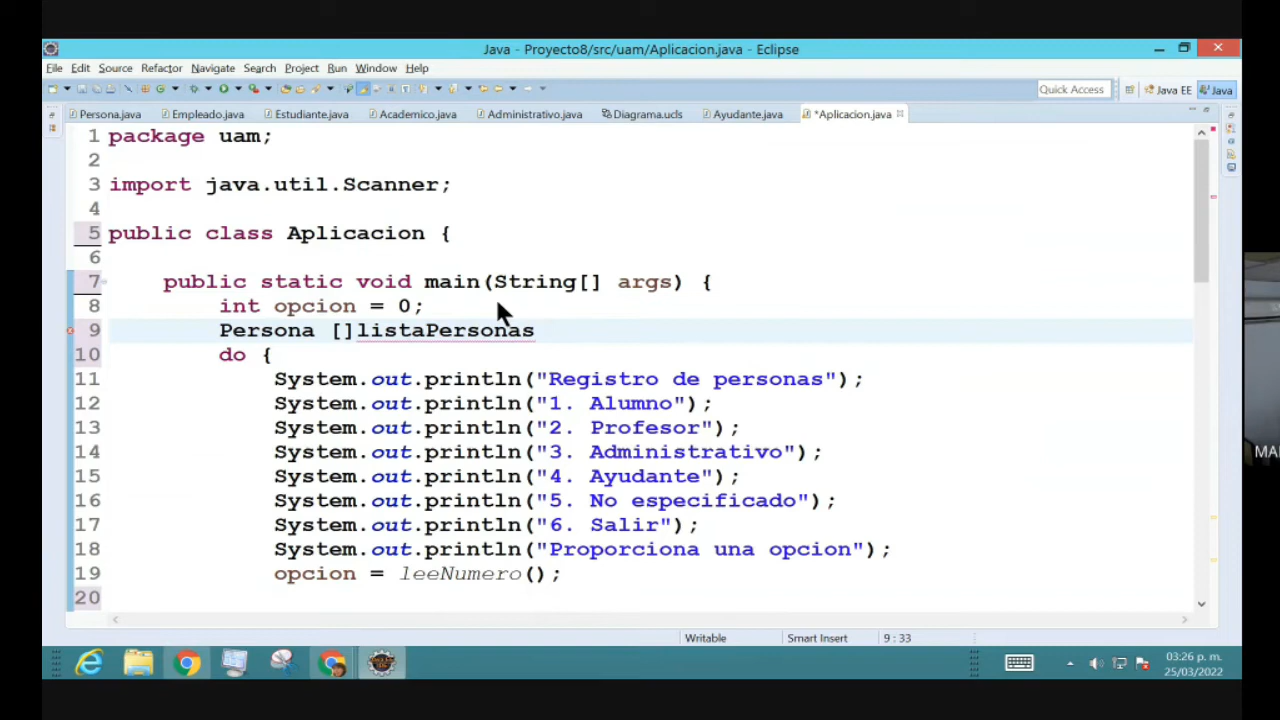 Java - Proyecto8/src/uam/Aplicacion.java - Eclipse
File Edit Source Refactor Navigate Search Project Run Window Help
Quick Access Java EE Java
Persona.java Empleado.java Estudiante.java Academico.java Administrativo.java Diagrama.ucls Ayudante.java *Aplicacion.java
1 package uam;
2
3 import java.util.Scanner;
4
5 public class Aplicacion {
6
7 public static void main(String[] args) {
8 int opcion = 0;
9 Persona []listaPersonas
10 do {
11 System.out.println("Registro de personas");
12 System.out.println("1. Alumno");
13 System.out.println("2. Profesor");
14 System.out.println("3. Administrativo");
15 System.out.println("4. Ayudante");
16 System.out.println("5. No especificado");
17 System.out.println("6. Salir");
18 System.out.println("Proporciona una opcion");
19 opcion = leeNumero();
20
MA
Writable Smart Insert 9 : 33
03:26 p. m.
25/03/2022